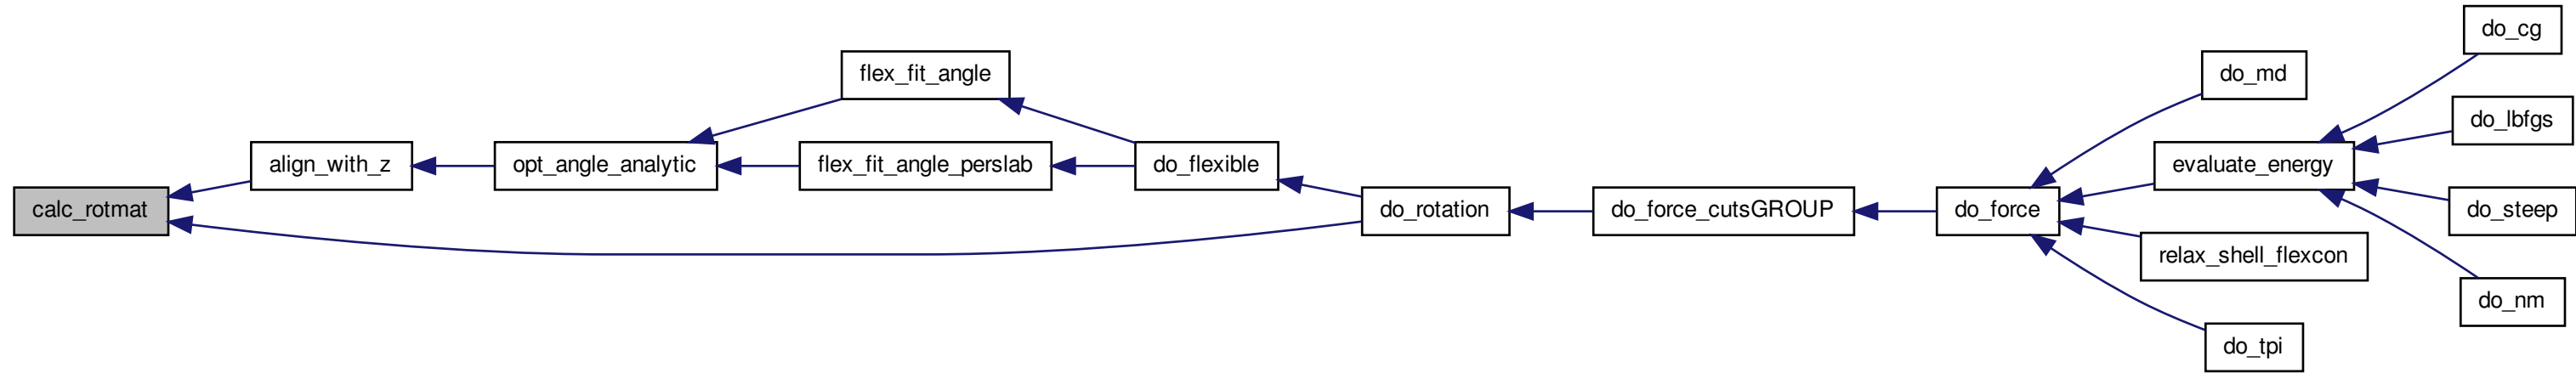 calc_rotmat
align_with_z
opt_angle_analytic
flex_fit_angle
flex_fit_angle_perslab
do_flexible
do_rotation
do_force_cutsGROUP
do_force
do_md
evaluate_energy
relax_shell_flexcon
do_tpi
do_cg
do_lbfgs
do_steep
do_nm